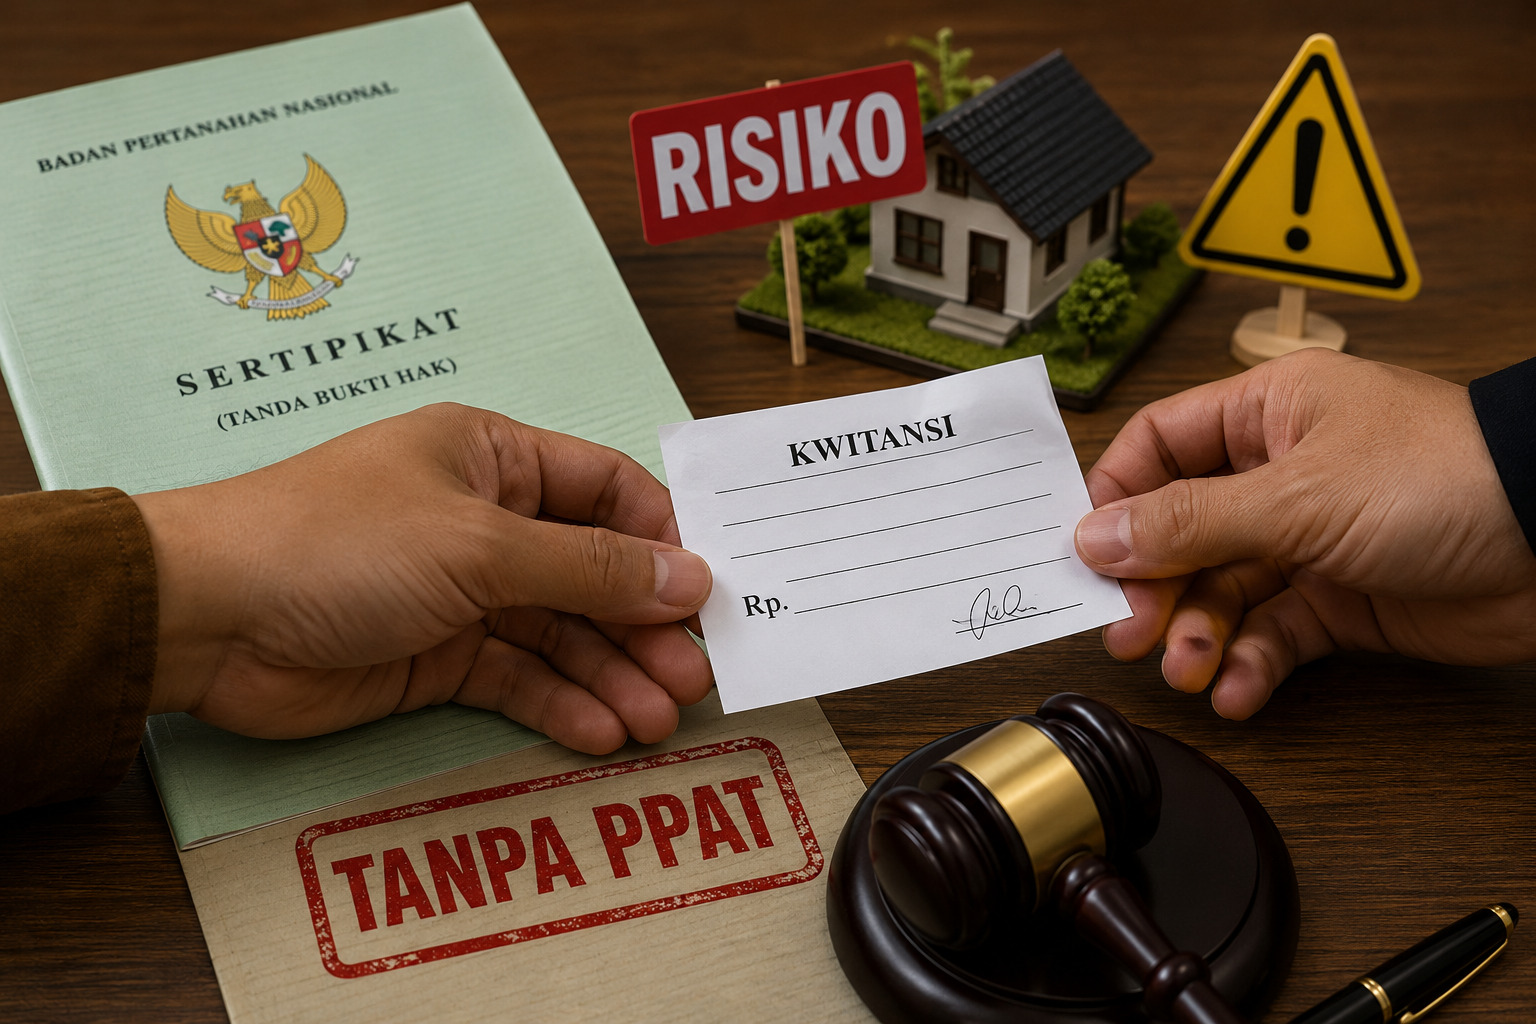 BADAN PERTANAHAN NASIONAL
SERTIPIKAT
(TANDA BUKTI HAK)
RISIKO
!
KWITANSI
Rp.
TANPA PPAT